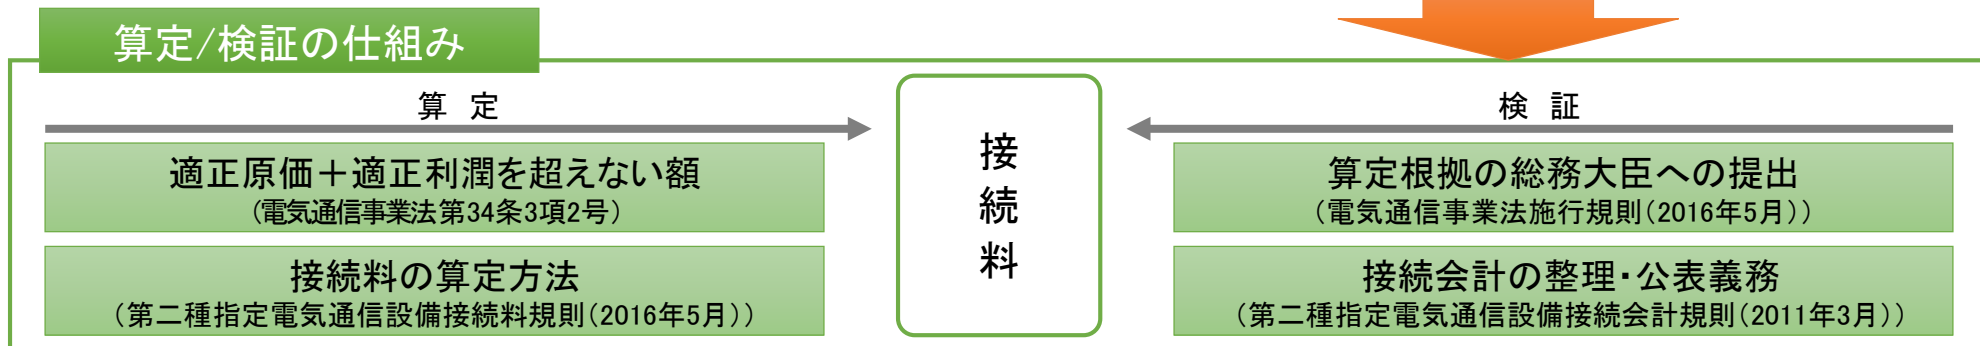 算定/検証の仕組み
算 定
適正原価＋適正利潤を超えない額
(電気通信事業法第34条3項2号)
接続料の算定方法
(第二種指定電気通信設備接続料規則(2016年5月))
接続料
検 証
算定根拠の総務大臣への提出
(電気通信事業法施行規則(2016年5月))
接続会計の整理・公表義務
(第二種指定電気通信設備接続会計規則(2011年3月))